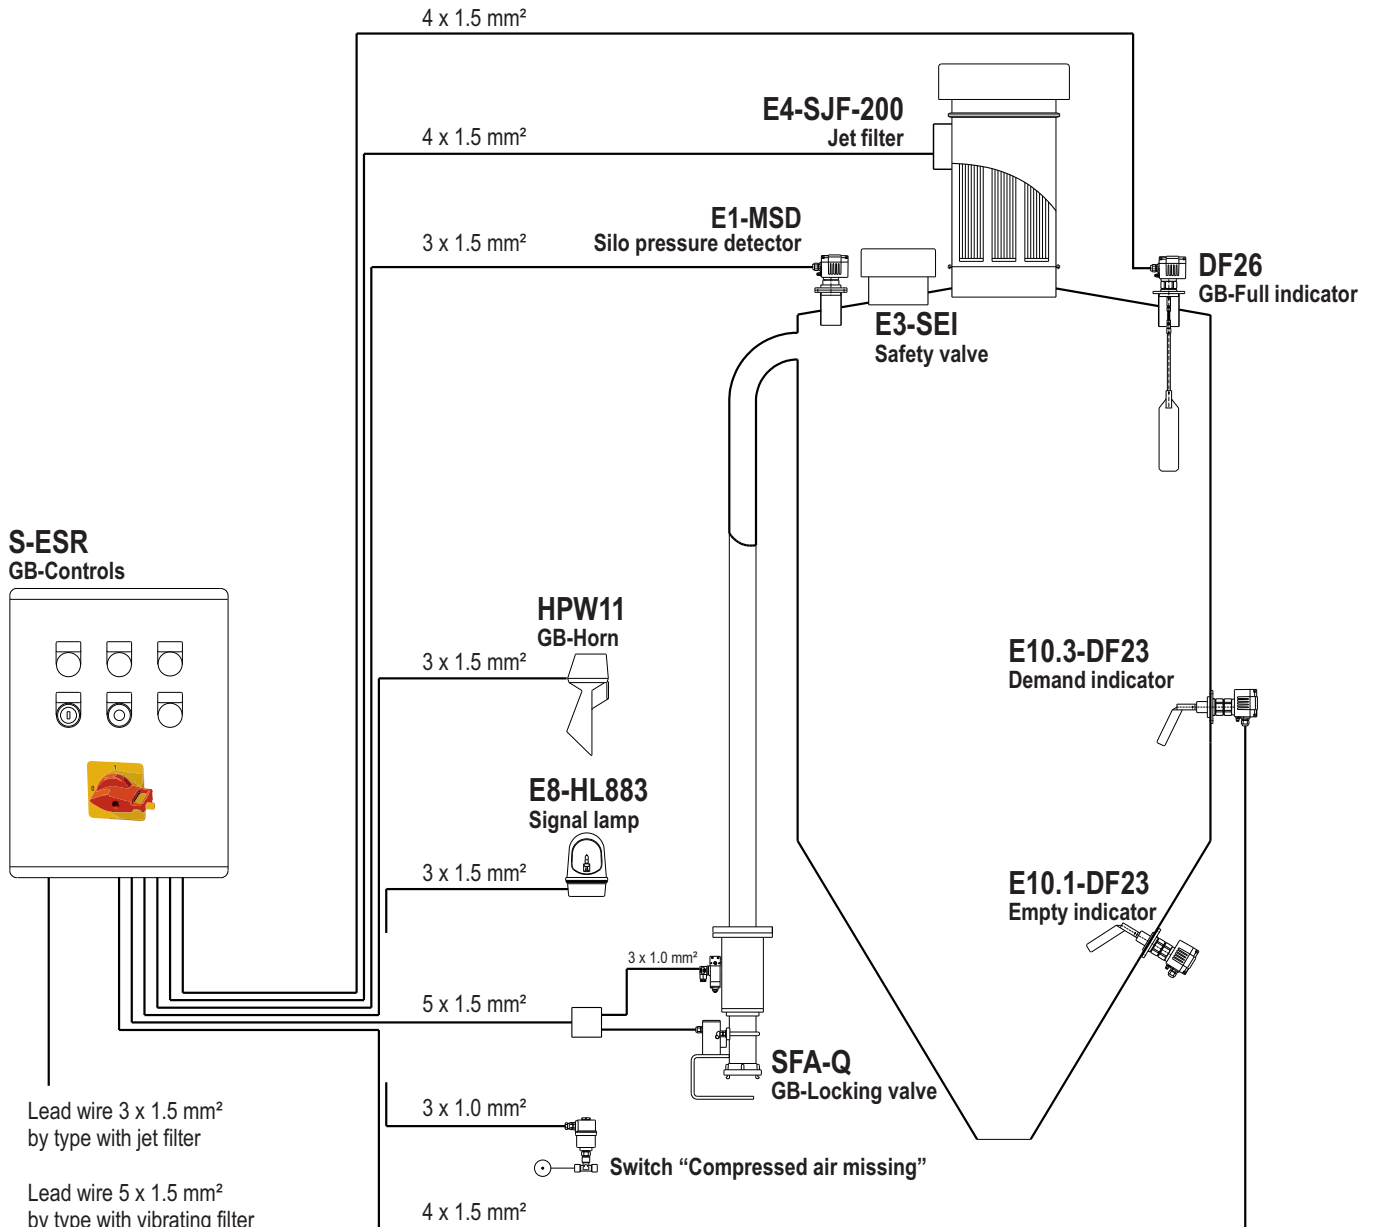 4 x 1.5 mm²
E4-SJF-200
Jet filter
4 x 1.5 mm²
E1-MSD
Silo pressure detector
3 x 1.5 mm²
DF26
GB-Full indicator
E3-SEI
Safety valve
S-ESR
GB-Controls
HPW11
GB-Horn
3 x 1.5 mm²
E10.3-DF23
Demand indicator
1
0
E8-HL883
Signal lamp
3 x 1.5 mm²
E10.1-DF23
Empty indicator
3 x 1.0 mm²
5 x 1.5 mm²
SFA-Q
GB-Locking valve
3 x 1.0 mm²
Lead wire 3 x 1.5 mm²
by type with jet filter
Switch “Compressed air missing”
Lead wire 5 x 1.5 mm²
by type with vibrating filter
4 x 1.5 mm²